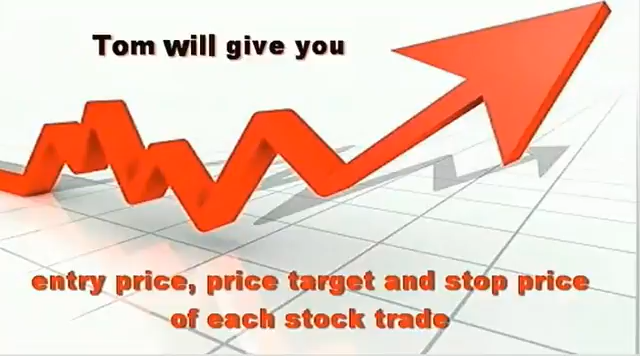 Tom will give you
entry price, price target and stop price
of each stock trade